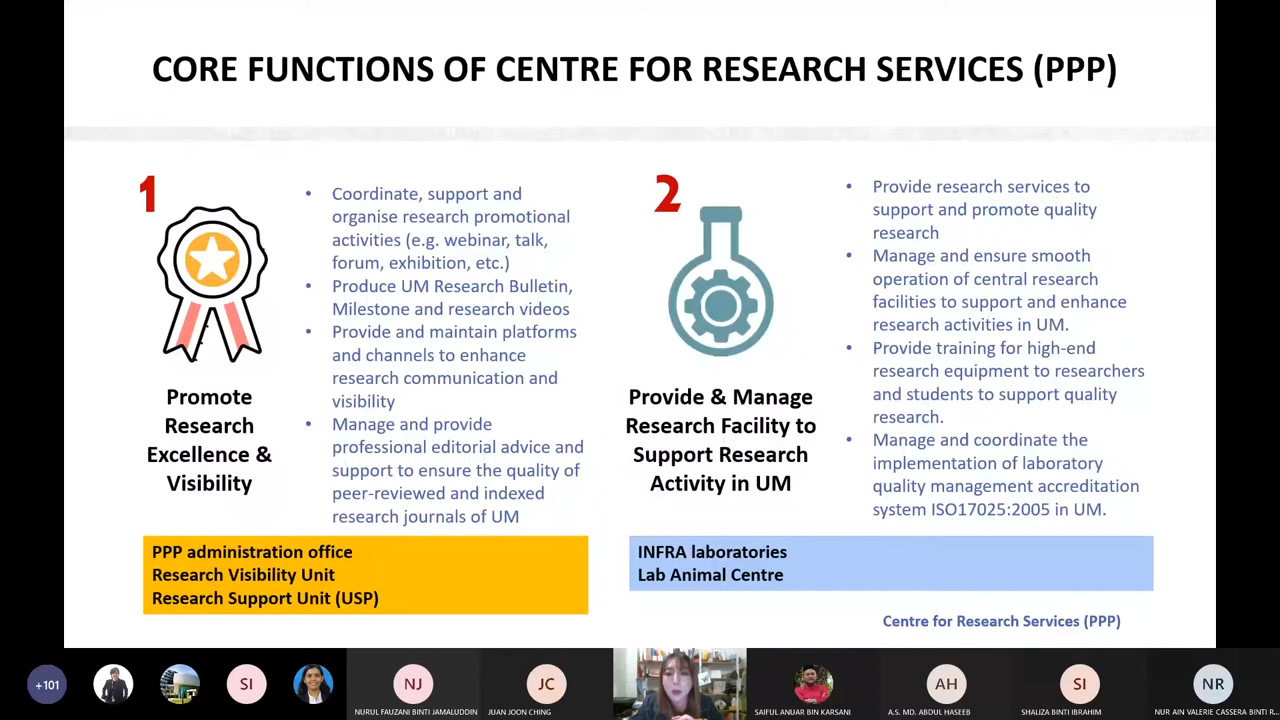 CORE FUNCTIONS OF CENTRE FOR RESEARCH SERVICES (PPP)
1
Promote
Research
Excellence &
Visibility
• Coordinate, support and
organise research promotional
activities (e.g. webinar, talk,
forum, exhibition, etc.)
• Produce UM Research Bulletin,
Milestone and research videos
• Provide and maintain platforms
and channels to enhance
research communication and
visibility
• Manage and provide
professional editorial advice and
support to ensure the quality of
peer-reviewed and indexed
research journals of UM
PPP administration office
Research Visibility Unit
Research Support Unit (USP)
2
Provide & Manage
Research Facility to
Support Research
Activity in UM
• Provide research services to
support and promote quality
research
• Manage and ensure smooth
operation of central research
facilities to support and enhance
research activities in UM.
• Provide training for high-end
research equipment to researchers
and students to support quality
research.
• Manage and coordinate the
implementation of laboratory
quality management accreditation
system ISO17025:2005 in UM.
INFRA laboratories
Lab Animal Centre
Centre for Research Services (PPP)
+101
SI
NJ
NURUL FAUZANI BINTI JAMALUDDIN
JC
JUAN JOON CHING
SAIFUL ANUAR BIN KARSANI
AH
A.S. MD. ABDUL HASEEB
SI
SHALIZA BINTI IBRAHIM
NR
NUR AIN VALERIE CASSERA BINTI R...